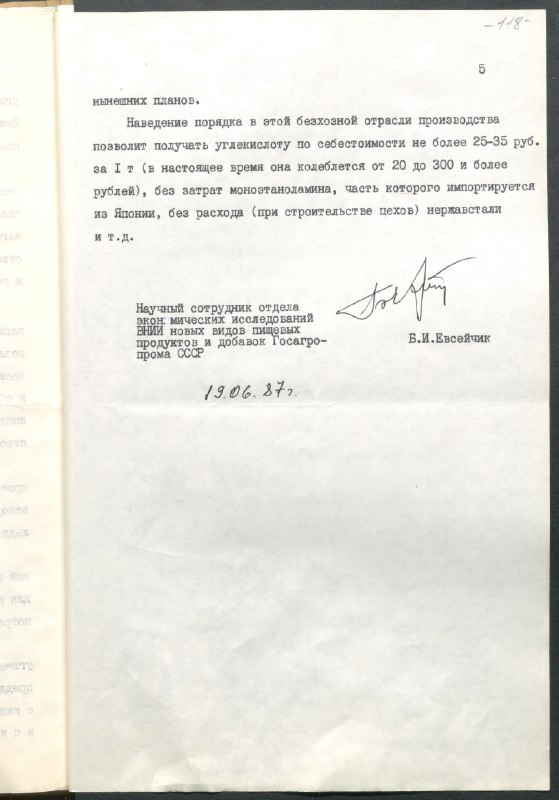 -118-
5
нынешних планов.
Наведение порядка в этой безхозной отрасли производства
позволит получать углекислоту по себестоимости не более 25-35 руб.
за I т (в настоящее время она колеблется от 20 до 300 и более
рублей), без затрат моноэтаноламина, часть которого импортируется
из Японии, без расхода (при строительстве цехов) нержавстали
и т.д.
Научный сотрудник отдела
экон мических исследований
ВНИИ новых видов пищевых
продуктов и добавок Госагро-
прома СССР
Б.И.Евсейчик
19.06.87г.